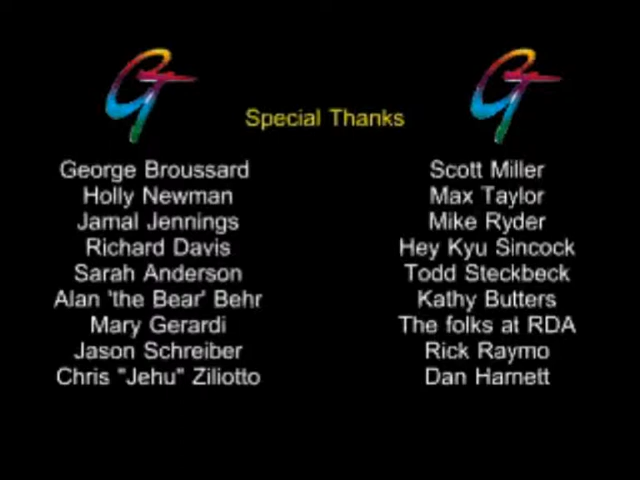 GT
GT
Special Thanks
George Broussard
Holly Newman
Jamal Jennings
Richard Davis
Sarah Anderson
Alan 'the Bear' Behr
Mary Gerardi
Jason Schreiber
Chris "Jehu" Ziliotto
Scott Miller
Max Taylor
Mike Ryder
Hey Kyu Sincock
Todd Steckbeck
Kathy Butters
The folks at RDA
Rick Raymo
Dan Harnett